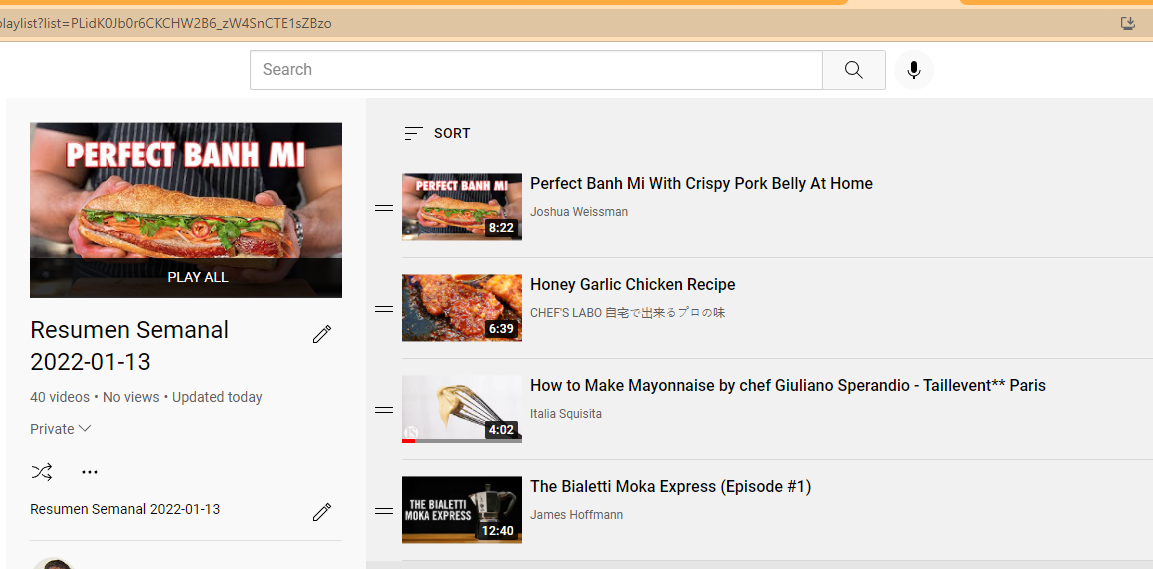 playlist?list=PLidK0Jb0r6CKCHW2B6_zW4SnCTE1sZBzo
Search
PERFECT BANH MI
PLAY ALL
Resumen Semanal
2022-01-13
40 videos • No views • Updated today
Private
Resumen Semanal 2022-01-13
SORT
PERFECT BANH MI
8:22
Perfect Banh Mi With Crispy Pork Belly At Home
Joshua Weissman
6:39
Honey Garlic Chicken Recipe
CHEF'S LABO 自宅で出来るプロの味
4:02
How to Make Mayonnaise by chef Giuliano Sperandio - Taillevent** Paris
Italia Squisita
THE BIALETTI
MOKA EXPRESS
12:40
The Bialetti Moka Express (Episode #1)
James Hoffmann